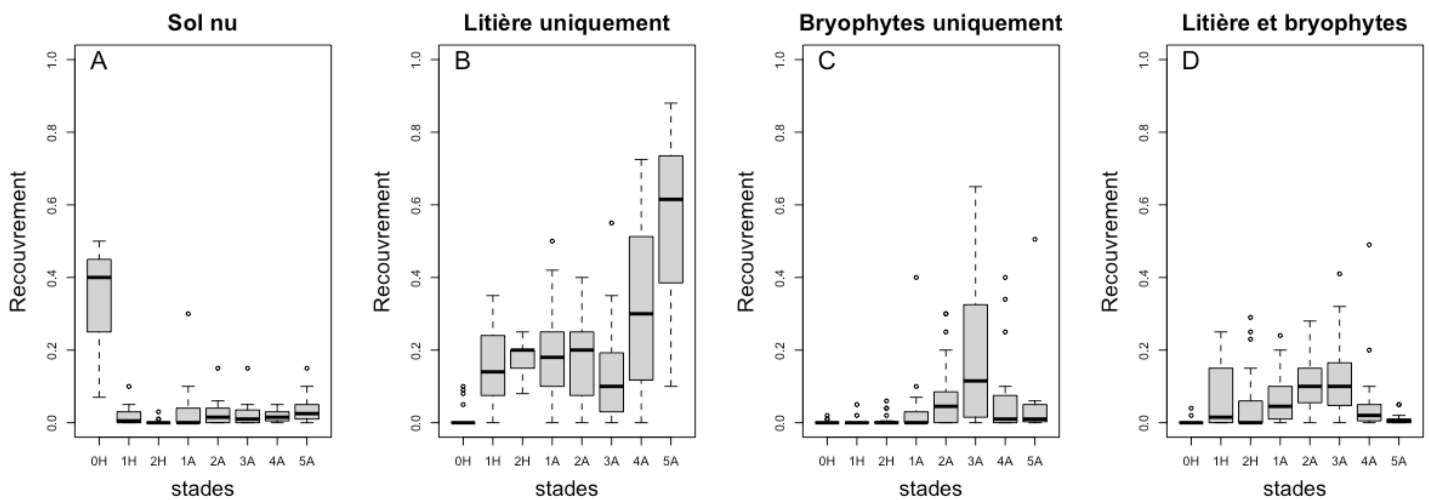 Sol nu
A
Recouvrement
1.0
0.8
0.6
0.4
0.2
0.0
0H 1H 2H 1A 2A 3A 4A 5A
stades
Litière uniquement
B
Recouvrement
1.0
0.8
0.6
0.4
0.2
0.0
0H 1H 2H 1A 2A 3A 4A 5A
stades
Bryophytes uniquement
C
Recouvrement
1.0
0.8
0.6
0.4
0.2
0.0
0H 1H 2H 1A 2A 3A 4A 5A
stades
Litière et bryophytes
D
Recouvrement
1.0
0.8
0.6
0.4
0.2
0.0
0H 1H 2H 1A 2A 3A 4A 5A
stades